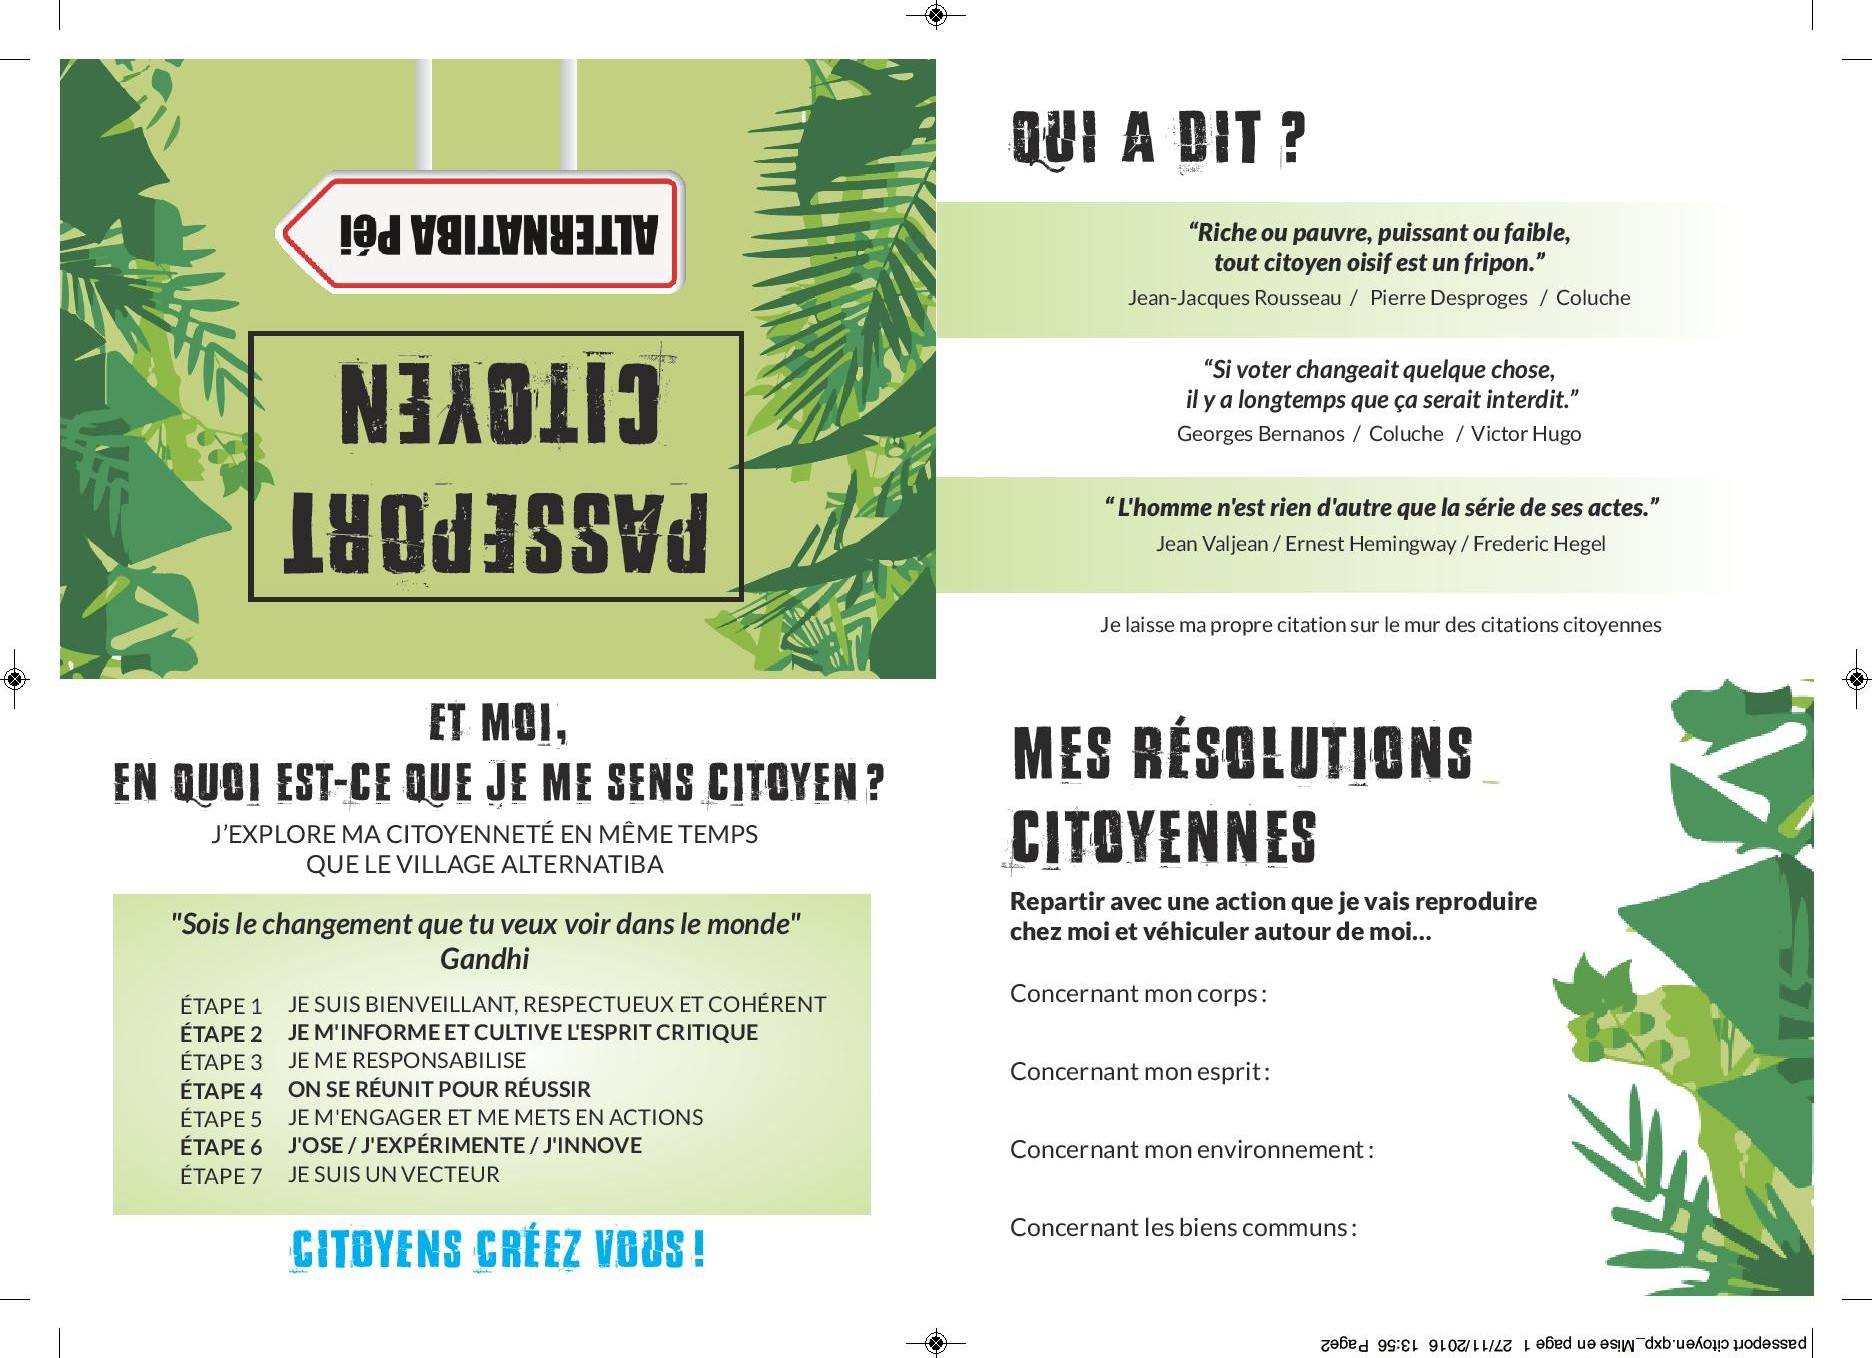 ALTERNATIBA Péi
PASSEPORT
CITOYEN
QUI A DIT ?
“Riche ou pauvre, puissant ou faible,
tout citoyen oisif est un fripon.”
Jean-Jacques Rousseau / Pierre Desproges / Coluche
“Si voter changeait quelque chose,
il y a longtemps que ça serait interdit.”
Georges Bernanos / Coluche / Victor Hugo
“ L'homme n'est rien d'autre que la série de ses actes.”
Jean Valjean / Ernest Hemingway / Frederic Hegel
Je laisse ma propre citation sur le mur des citations citoyennes
ET MOI,
EN QUOI EST-CE QUE JE ME SENS CITOYEN ?
J’EXPLORE MA CITOYENNETÉ EN MÊME TEMPS
QUE LE VILLAGE ALTERNATIBA
"Sois le changement que tu veux voir dans le monde"
Gandhi
ÉTAPE 1 JE SUIS BIENVEILLANT, RESPECTUEUX ET COHÉRENT
ÉTAPE 2 JE M'INFORME ET CULTIVE L'ESPRIT CRITIQUE
ÉTAPE 3 JE ME RESPONSABILISE
ÉTAPE 4 ON SE RÉUNIT POUR RÉUSSIR
ÉTAPE 5 JE M'ENGAGER ET ME METS EN ACTIONS
ÉTAPE 6 J'OSE / J'EXPÉRIMENTE / J'INNOVE
ÉTAPE 7 JE SUIS UN VECTEUR
CITOYENS CRÉEZ VOUS !
MES RÉSOLUTIONS
CITOYENNES
Repartir avec une action que je vais reproduire
chez moi et véhiculer autour de moi...
Concernant mon corps :
Concernant mon esprit :
Concernant mon environnement :
Concernant les biens communs :
passeport citoyen.qxp_Mise en page 1 27/11/2016 13:56 Page2